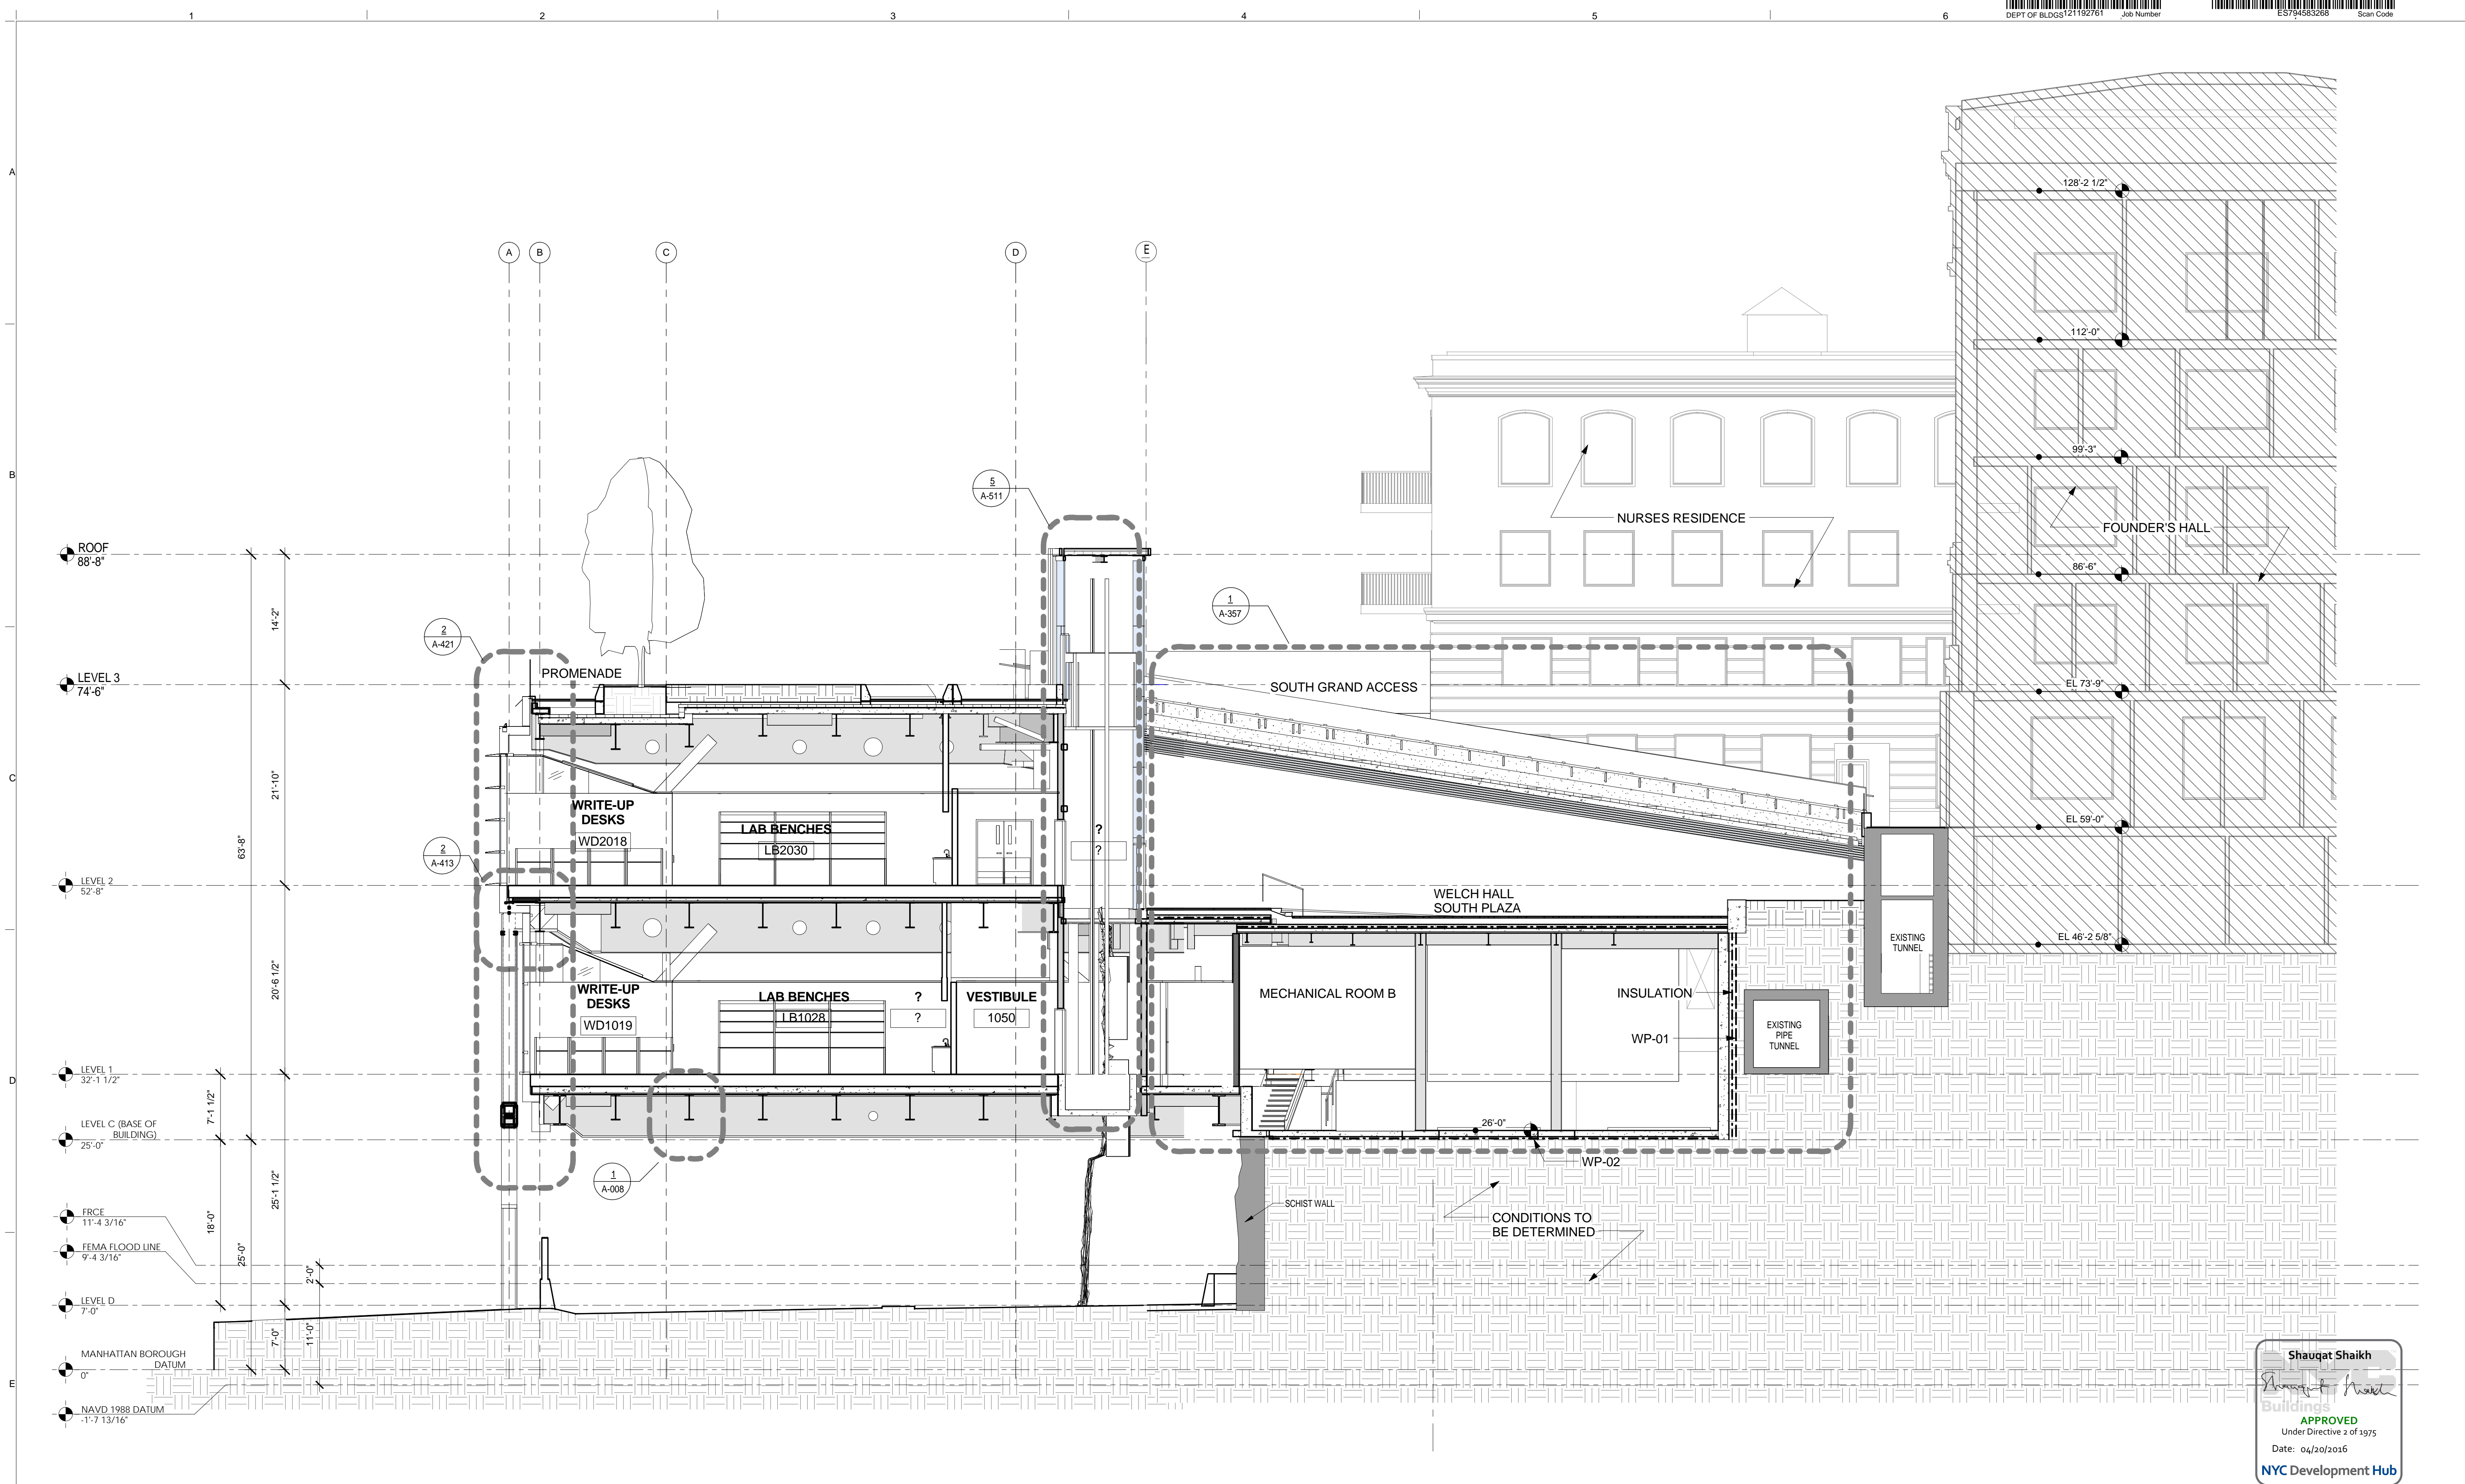 1 2 3 4 5 6
DEPT OF BLDGS 121192761 Job Number
ES794583268 Scan Code
A
B
C
D
E
A B C D E
128'-2 1/2"
112'-0"
99'-3"
86'-6"
EL 73'-9"
EL 59'-0"
EL 46'-2 5/8"
NURSES RESIDENCE
FOUNDER'S HALL
5
A-511
1
A-357
2
A-421
2
A-413
1
A-008
ROOF
88'-8"
LEVEL 3
74'-6"
LEVEL 2
52'-8"
LEVEL 1
32'-1 1/2"
LEVEL C (BASE OF
BUILDING)
25'-0"
FRCE
11'-4 3/16"
FEMA FLOOD LINE
9'-4 3/16"
LEVEL D
7'-0"
MANHATTAN BOROUGH
DATUM
0"
NAVD 1988 DATUM
-1'-7 13/16"
14'-2"
21'-10"
63'-8"
20'-6 1/2"
7'-1 1/2"
25'-1 1/2"
18'-0"
25'-0"
2'-0"
7'-0"
11'-0"
PROMENADE
SOUTH GRAND ACCESS
WRITE-UP
DESKS
WD2018
LAB BENCHES
LB2030
?
?
WELCH HALL
SOUTH PLAZA
WRITE-UP
DESKS
WD1019
LAB BENCHES
LB1028
?
?
VESTIBULE
1050
MECHANICAL ROOM B
INSULATION
WP-01
EXISTING
TUNNEL
EXISTING
PIPE
TUNNEL
26'-0"
WP-02
SCHIST WALL
CONDITIONS TO
BE DETERMINED
Shauqat Shaikh
NYC
Buildings
APPROVED
Under Directive 2 of 1975
Date: 04/20/2016
NYC Development Hub